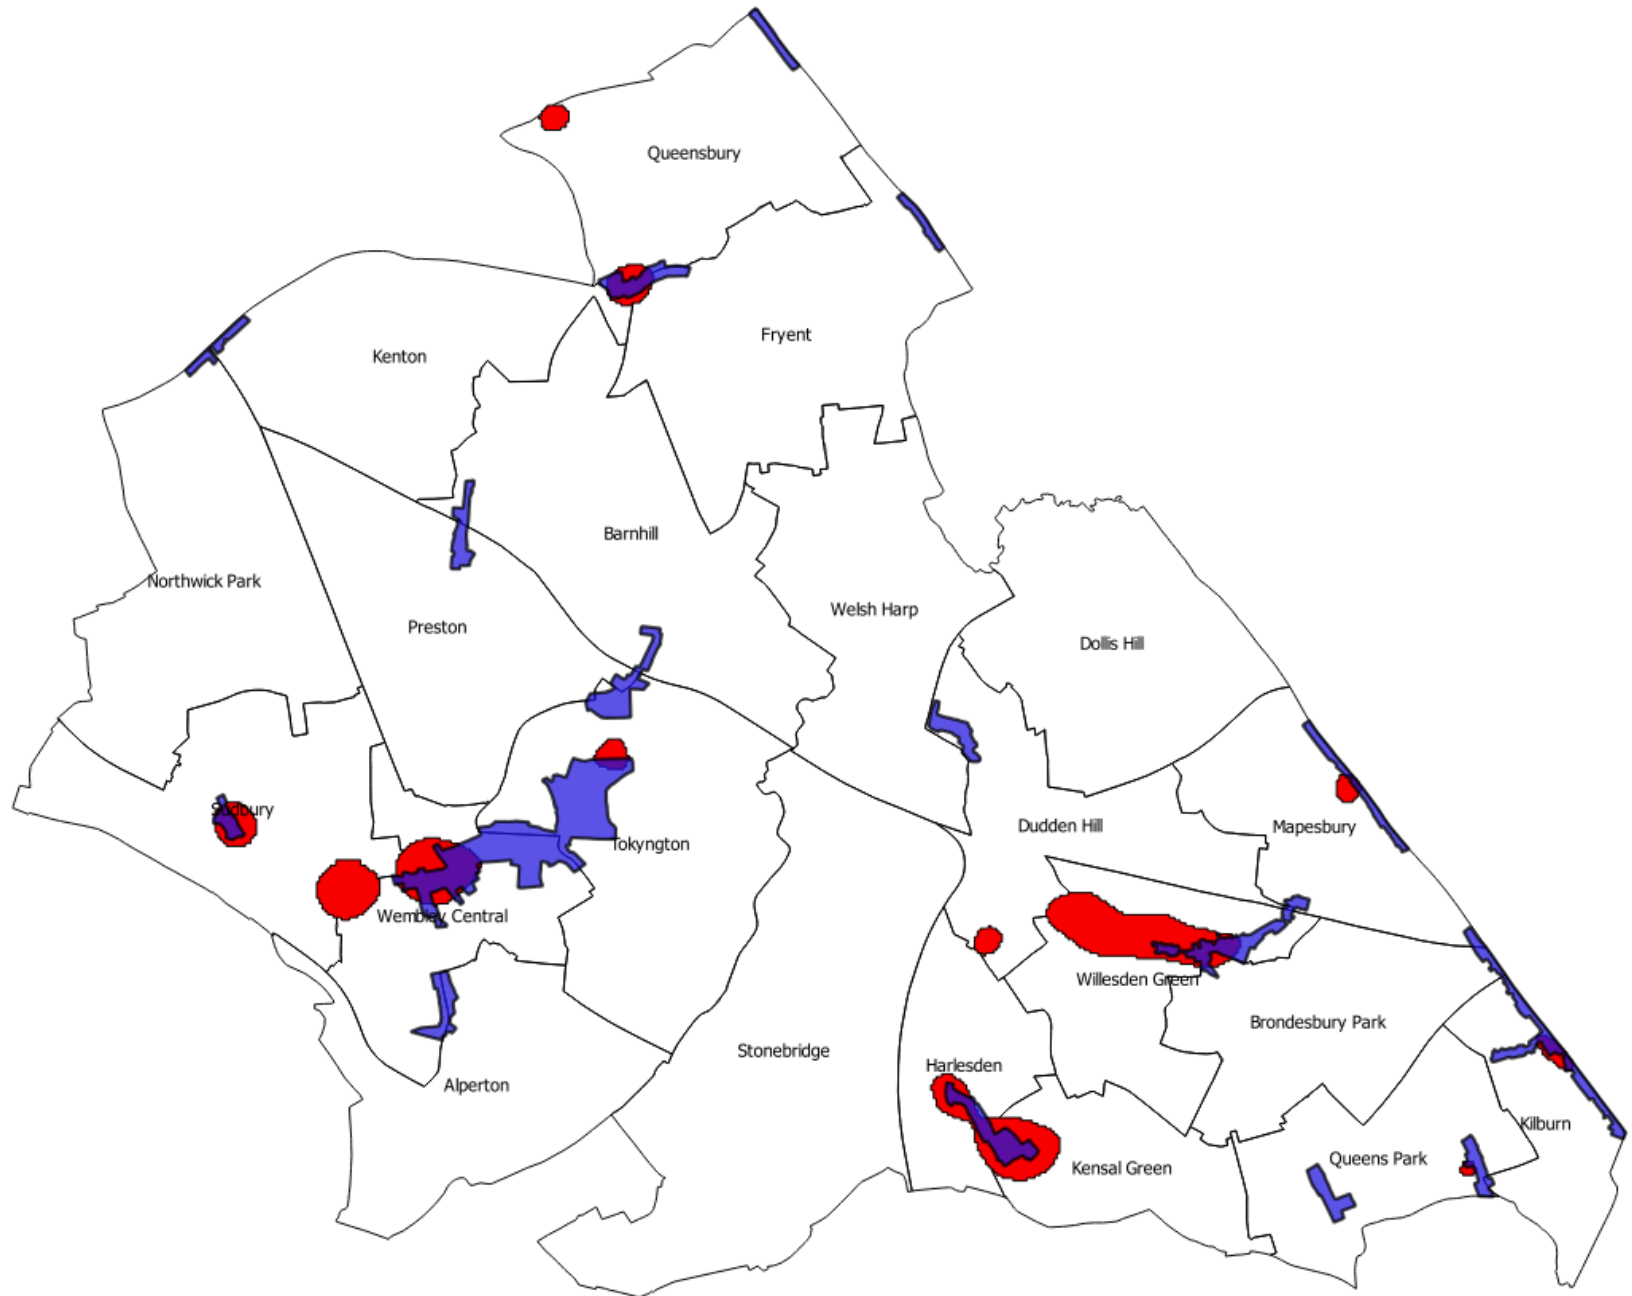 Queensbury
Fryent
Kenton
Barnhill
Northwick Park
Welsh Harp
Preston
Dollis Hill
Sudbury
Dudden Hill
Mapesbury
Tokyngton
Wembley Central
Willesden Green
Brondesbury Park
Stonebridge
Harlesden
Alperton
Kilburn
Queens Park
Kensal Green